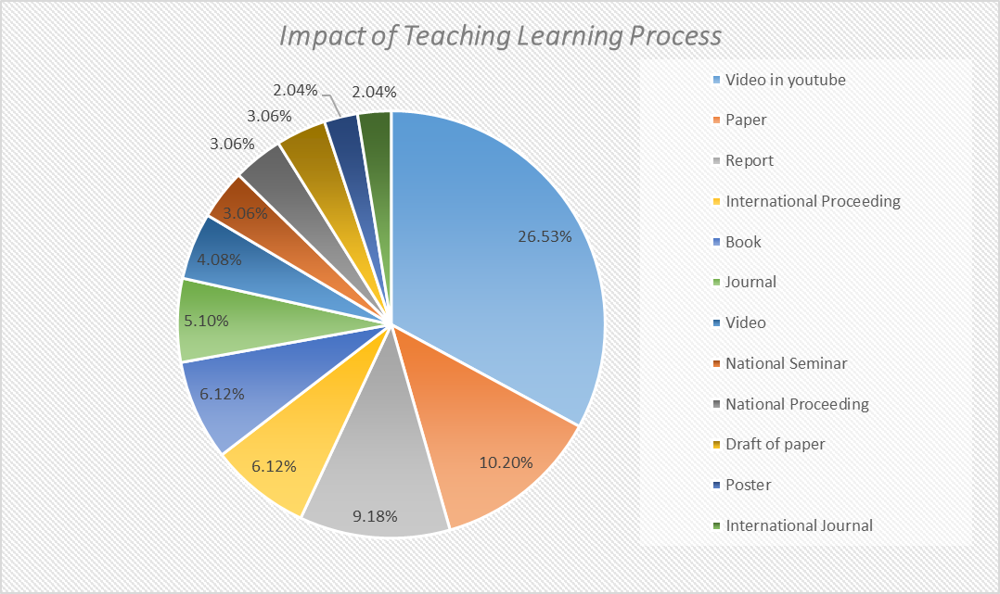 Impact of Teaching Learning Process
2.04%
2.04%
3.06%
3.06%
3.06%
4.08%
5.10%
6.12%
6.12%
9.18%
10.20%
26.53%
Video in youtube
Paper
Report
International Proceeding
Book
Journal
Video
National Seminar
National Proceeding
Draft of paper
Poster
International Journal